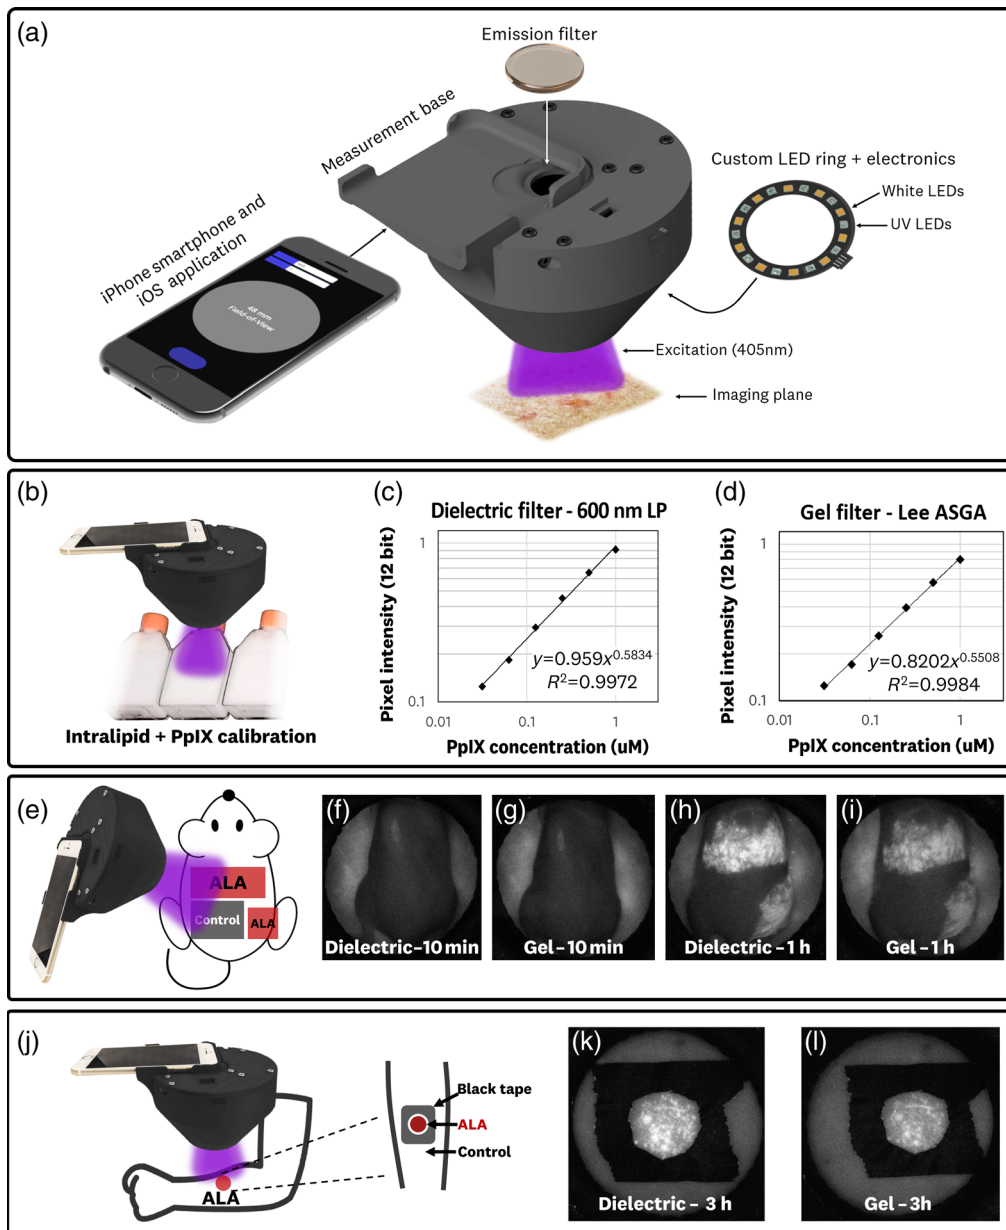 (a)
Emission filter
Measurement base
Custom LED ring + electronics
White LEDs
UV LEDs
iPhone smartphone and
iOS application
48 mm
Field-of-View
Excitation (405nm)
Imaging plane
(b)
Intralipid + PpIX calibration
(c)
Dielectric filter - 600 nm LP
Pixel intensity (12 bit)
1
0.1
y=0.959x^0.5834
R²=0.9972
0.01
0.1
1
PpIX concentration (uM)
(d)
Gel filter - Lee ASGA
Pixel intensity (12 bit)
1
0.1
y=0.8202x^0.5508
R²=0.9984
0.01
0.1
1
PpIX concentration (uM)
(e)
ALA
Control
ALA
(f)
Dielectric–10 min
(g)
Gel–10 min
(h)
Dielectric – 1 h
(i)
Gel – 1 h
(j)
ALA
Black tape
ALA
Control
(k)
Dielectric – 3 h
(l)
Gel – 3h